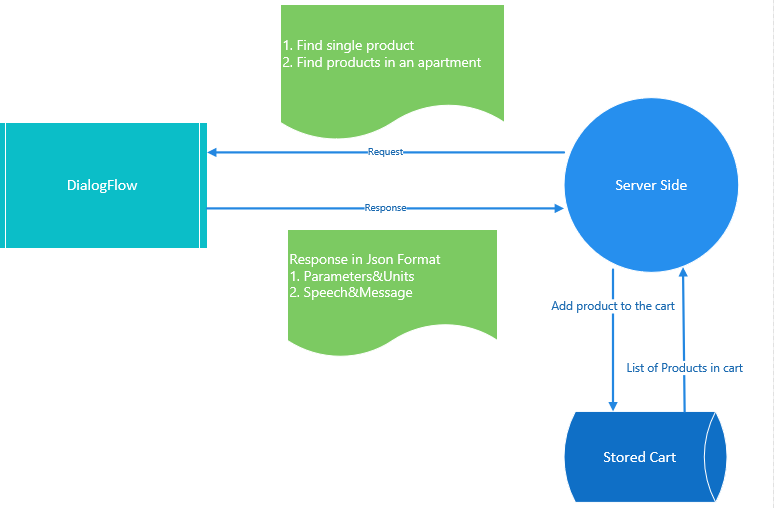 1. Find single product
2. Find products in an apartment
Request
DialogFlow
Server Side
Response
Response in Json Format
1. Parameters&Units
2. Speech&Message
Add product to the cart
List of Products in cart
Stored Cart